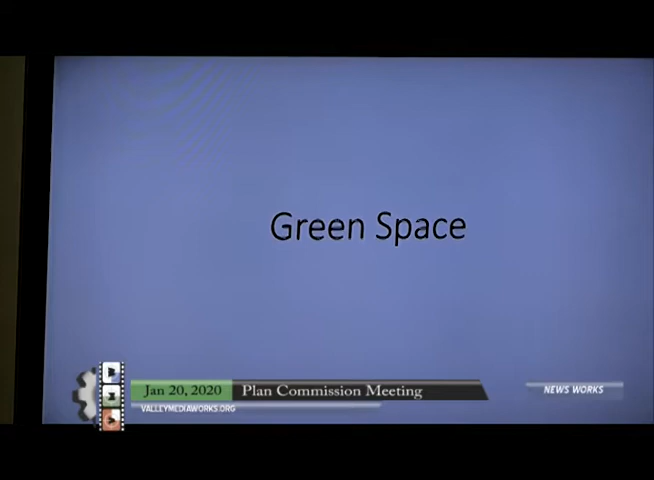 Green Space
Jan 20, 2020 Plan Commission Meeting
NEWS WORKS
VALLEYMEDIAWORKS.ORG